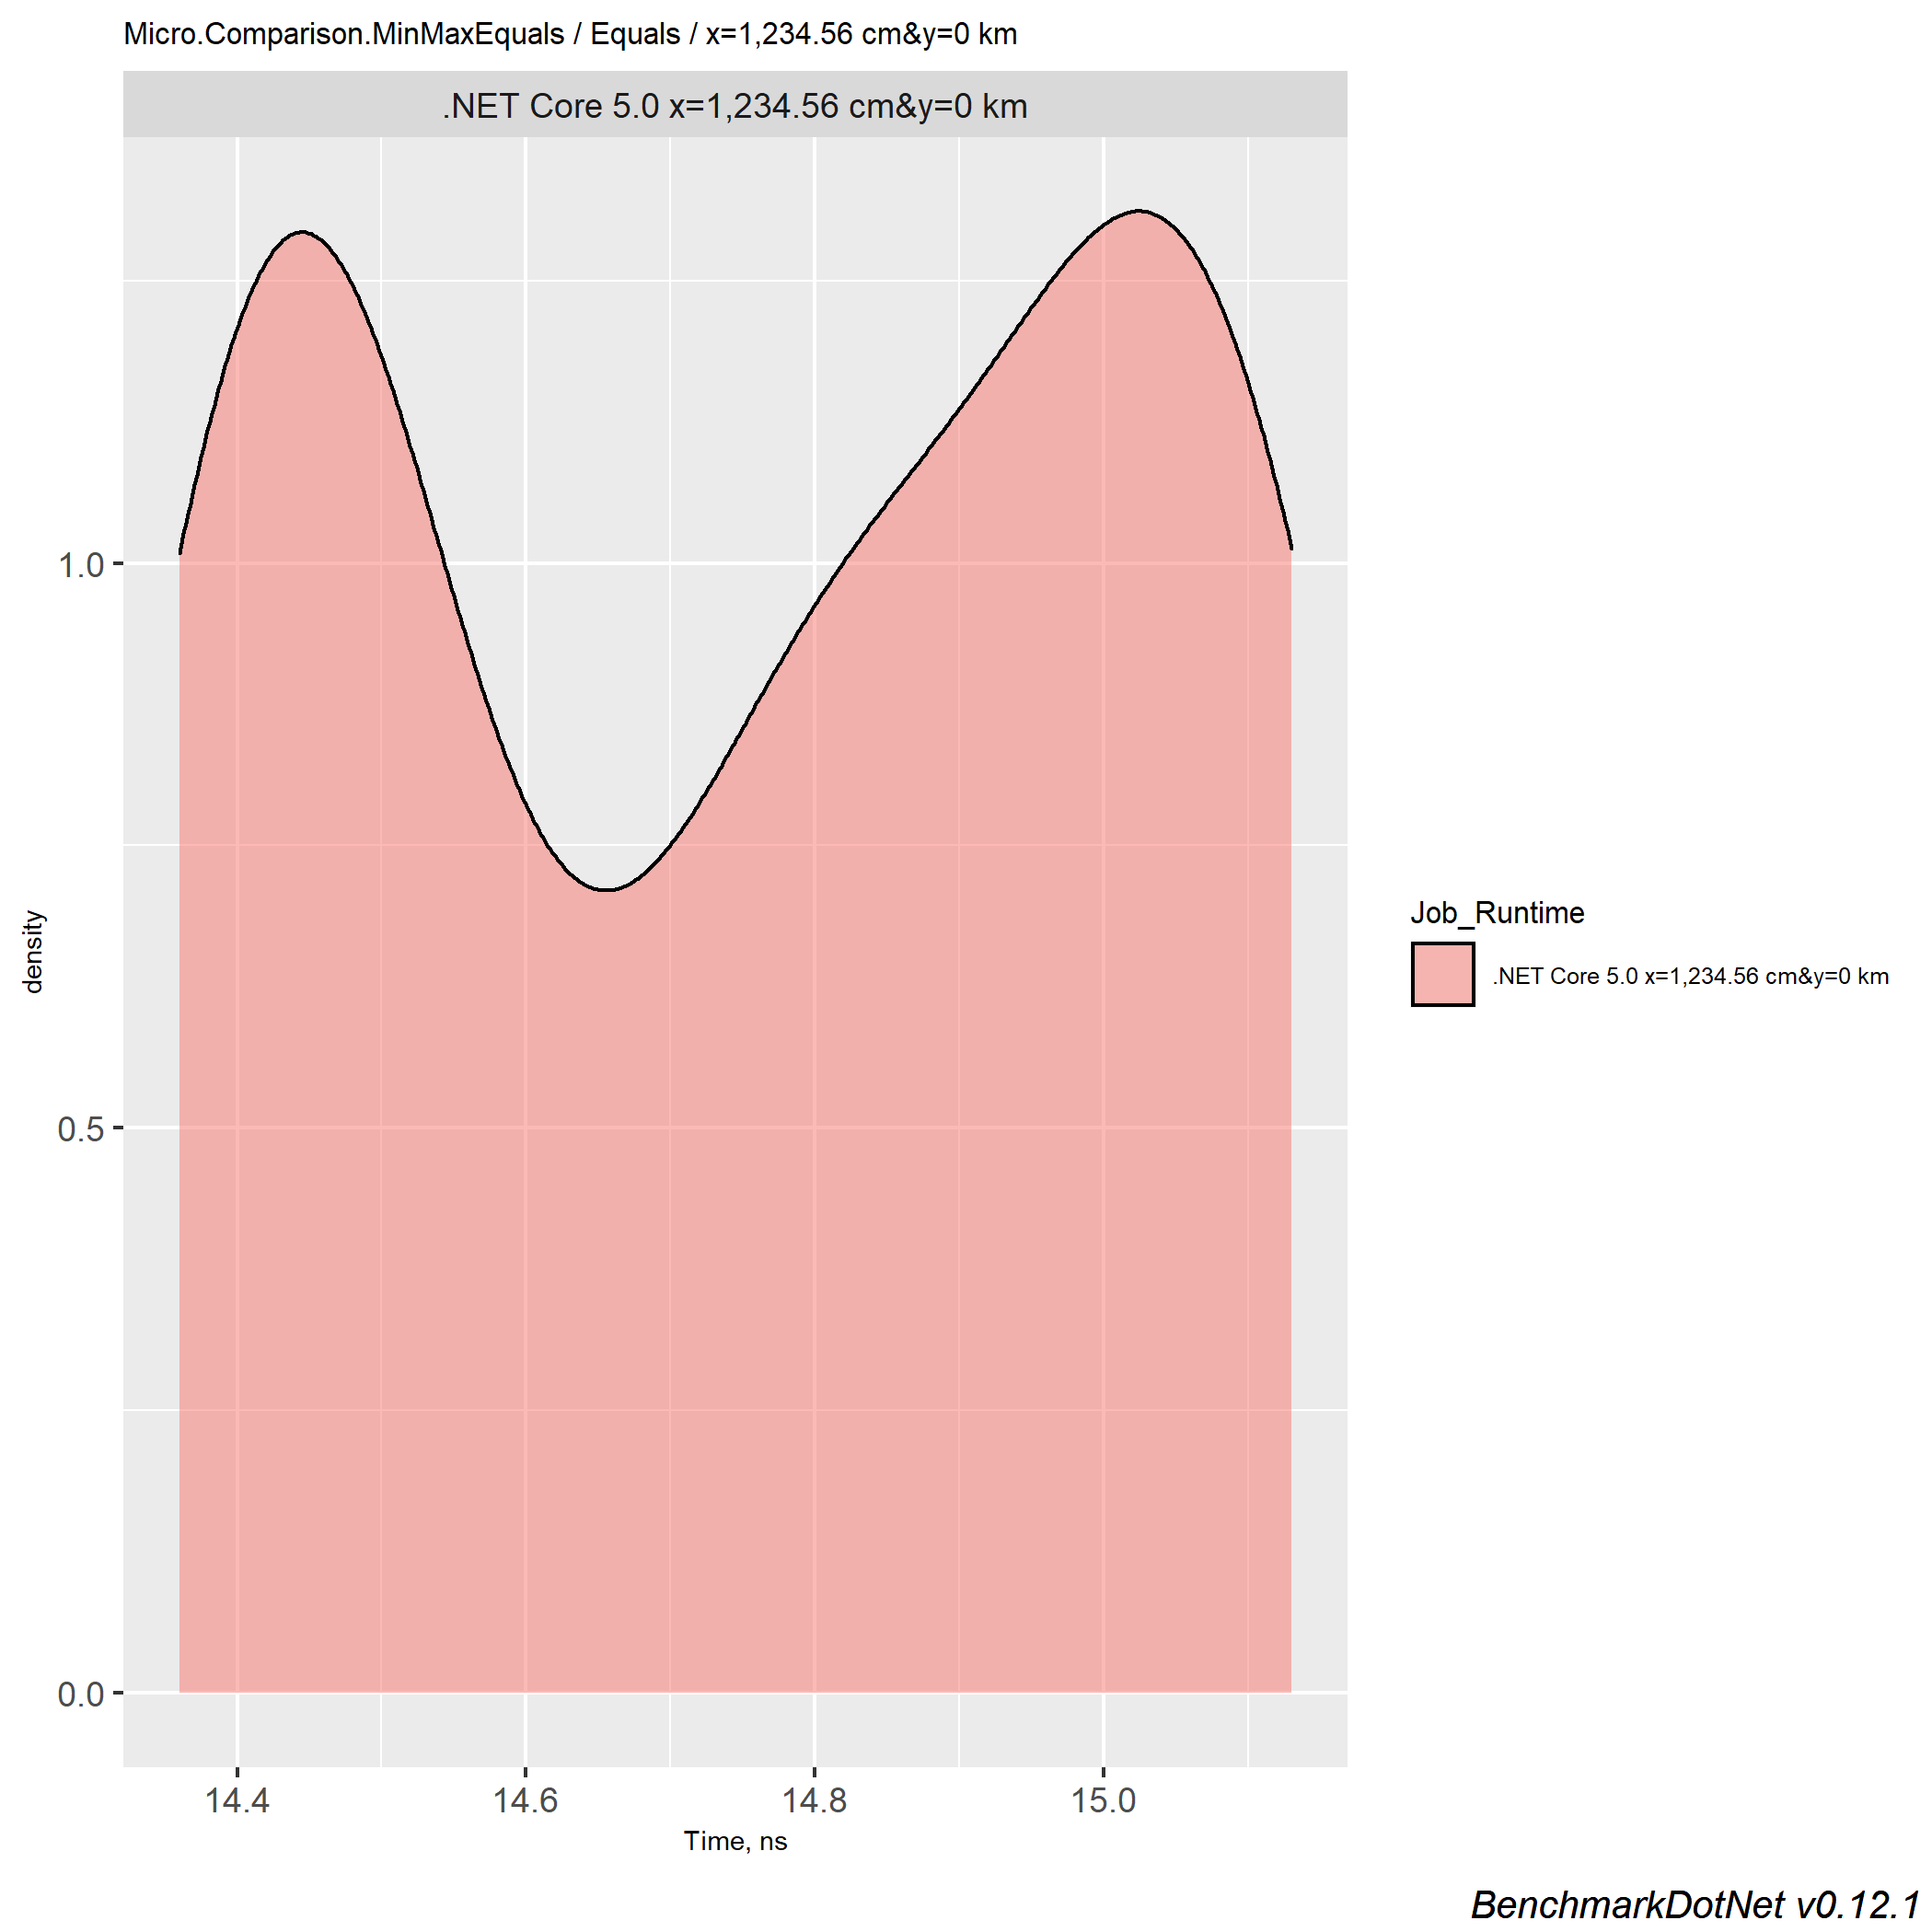 Micro.Comparison.MinMaxEquals / Equals / x=1,234.56 cm&y=0 km
.NET Core 5.0 x=1,234.56 cm&y=0 km
1.0
0.5
0.0
density
14.4 14.6 14.8 15.0
Time, ns
Job_Runtime
.NET Core 5.0 x=1,234.56 cm&y=0 km
BenchmarkDotNet v0.12.1